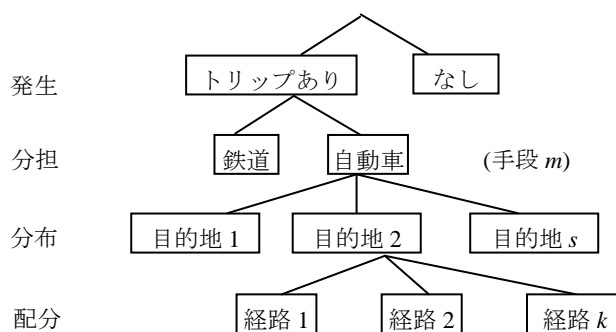 発生 トリップあり なし
分担 鉄道 自動車 (手段 m)
分布 目的地 1 目的地 2 目的地 s
配分 経路 1 経路 2 経路 k